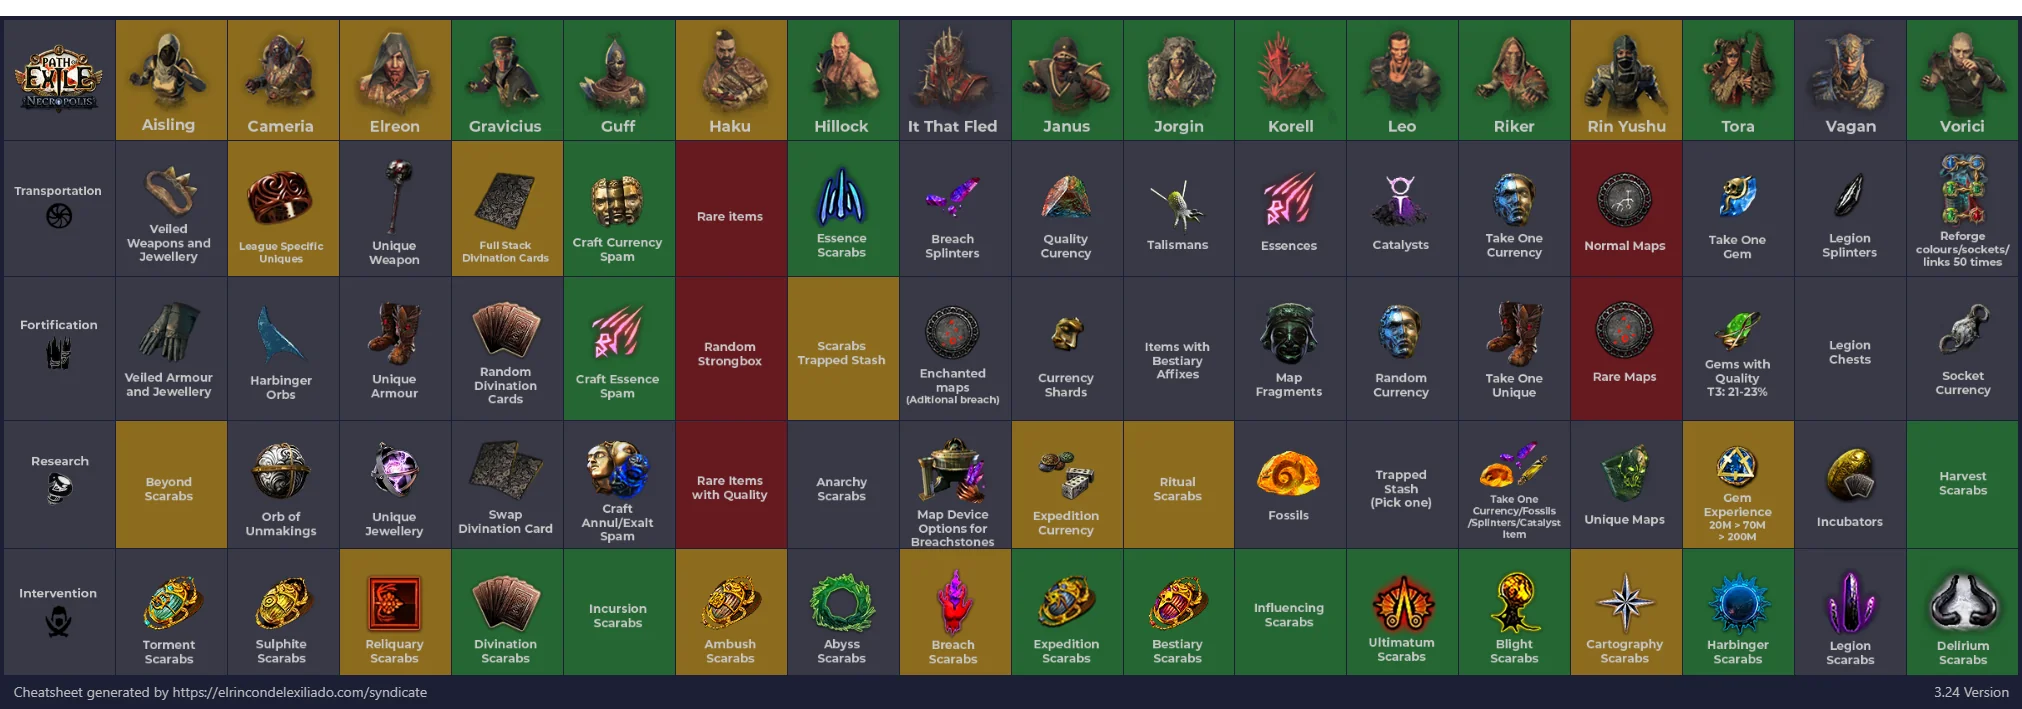 PATH
OF
EXILE
NECROPOLIS
Aisling
Cameria
Elreon
Gravicius
Guff
Haku
Hillock
It That Fled
Janus
Jorgin
Korell
Leo
Riker
Rin Yushu
Tora
Vagan
Vorici
Transportation
Veiled
Weapons and
Jewellery
League Specific
Uniques
Unique
Weapon
Full Stack
Divination Cards
Craft Currency
Spam
Rare items
Essence
Scarabs
Breach
Splinters
Quality
Curency
Talismans
Essences
Catalysts
Take One
Currency
Normal Maps
Take One
Gem
Legion
Splinters
Reforge
colours/sockets/
links 50 times
Fortification
Veiled Armour
and Jewellery
Harbinger
Orbs
Unique
Armour
Random
Divination
Cards
Craft Essence
Spam
Random
Strongbox
Scarabs
Trapped Stash
Enchanted
maps
(Aditional breach)
Currency
Shards
Items with
Bestiary
Affixes
Map
Fragments
Random
Currency
Take One
Unique
Rare Maps
Gems with
Quality
T3: 21-23%
Legion
Chests
Socket
Currency
Research
Beyond
Scarabs
Orb of
Unmakings
Unique
Jewellery
Swap
Divination Card
Craft
Annul/Exalt
Spam
Rare Items
with Quality
Anarchy
Scarabs
Map Device
Options for
Breachstones
Expedition
Currency
Ritual
Scarabs
Fossils
Trapped
Stash
(Pick one)
Take One
Currency/Fossils
/Splinters/Catalyst
Item
Unique Maps
Gem
Experience
20M > 70M
> 200M
Incubators
Harvest
Scarabs
Intervention
Torment
Scarabs
Sulphite
Scarabs
Reliquary
Scarabs
Divination
Scarabs
Incursion
Scarabs
Ambush
Scarabs
Abyss
Scarabs
Breach
Scarabs
Expedition
Scarabs
Bestiary
Scarabs
Influencing
Scarabs
Ultimatum
Scarabs
Blight
Scarabs
Cartography
Scarabs
Harbinger
Scarabs
Legion
Scarabs
Delirium
Scarabs
Cheatsheet generated by https://elrincondelexiliado.com/syndicate
3.24 Version